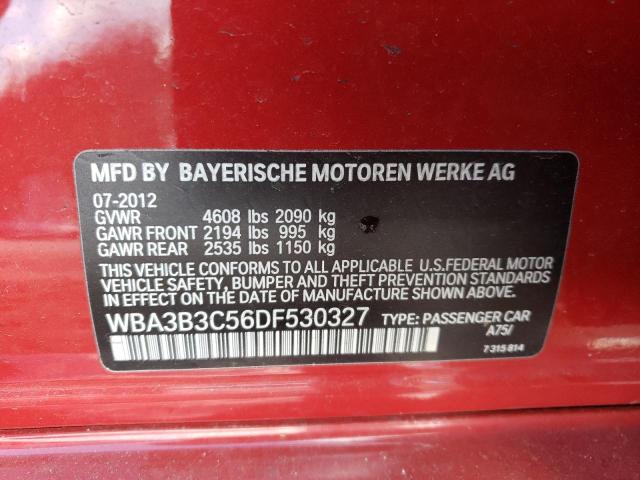 MFD BY BAYERISCHE MOTOREN WERKE AG
07-2012
GVWR 4608 lbs 2090 kg
GAWR FRONT 2194 lbs 995 kg
GAWR REAR 2535 lbs 1150 kg
THIS VEHICLE CONFORMS TO ALL APPLICABLE U.S.FEDERAL MOTOR
VEHICLE SAFETY, BUMPER AND THEFT PREVENTION STANDARDS
IN EFFECT ON THE DATE OF MANUFACTURE SHOWN ABOVE.
WBA3B3C56DF530327 TYPE: PASSENGER CAR
A75/
7 315 814